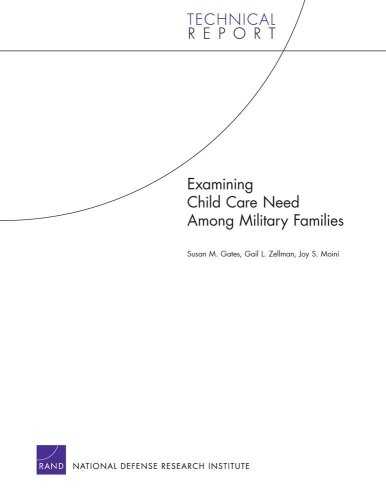 TECHNICAL
REPORT
Examining
Child Care Need
Among Military Families
Susan M. Gates, Gail L. Zellman, Joy S. Moini
RAND
NATIONAL DEFENSE RESEARCH INSTITUTE